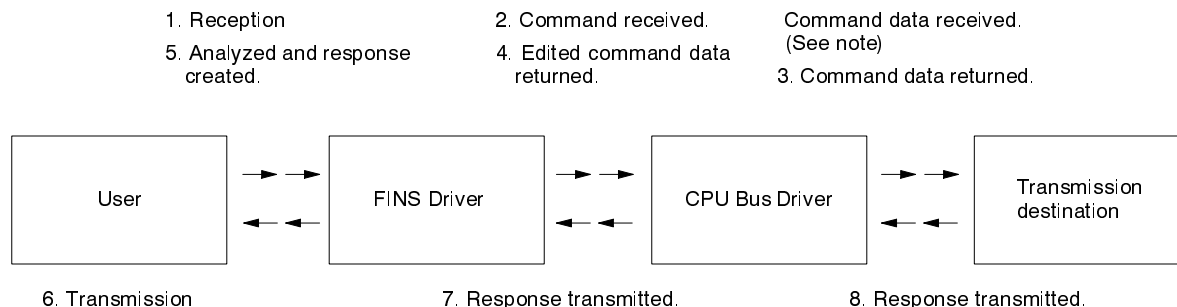 1. Reception
5. Analyzed and response
created.
2. Command received.
4. Edited command data
returned.
Command data received.
(See note)
3. Command data returned.
User
FINS Driver
CPU Bus Driver
Transmission
destination
6. Transmission
7. Response transmitted.
8. Response transmitted.